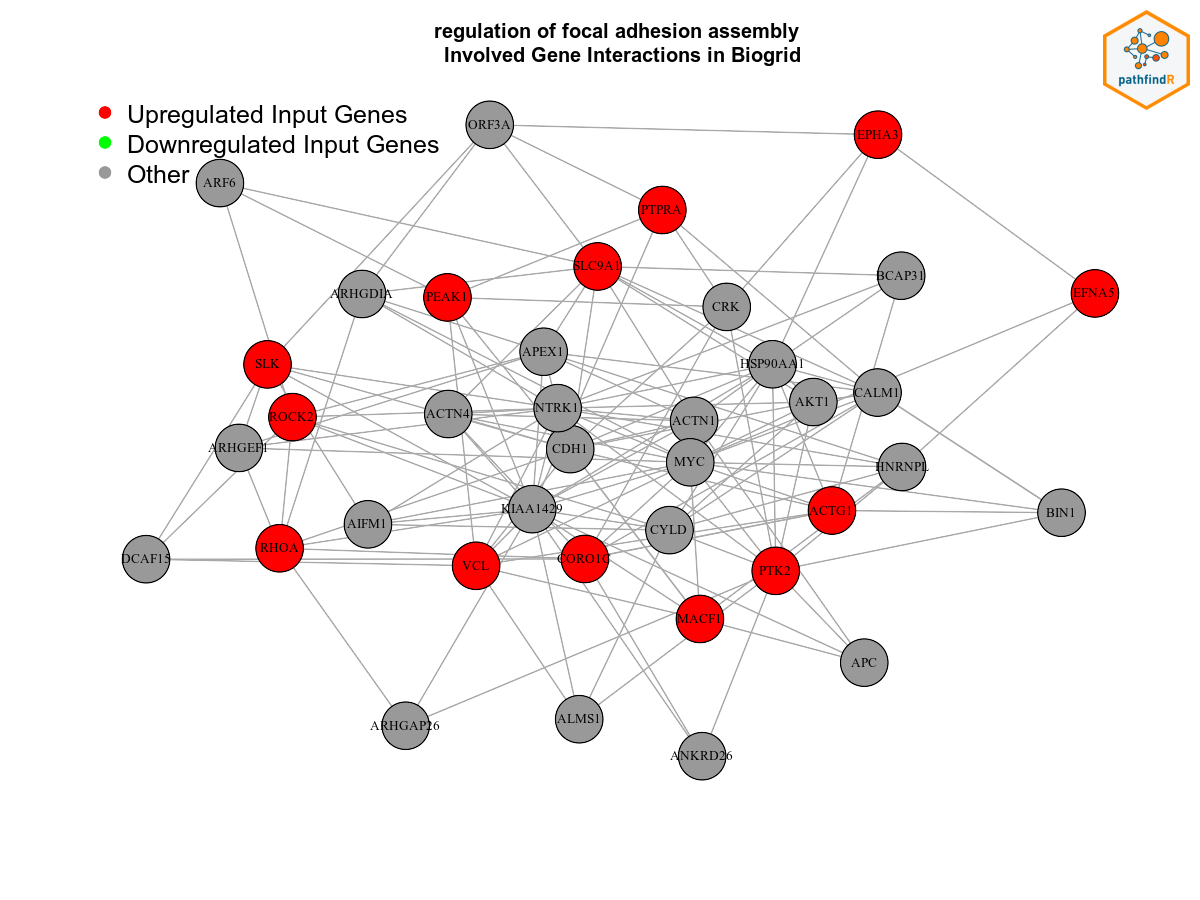 regulation of focal adhesion assembly
Involved Gene Interactions in Biogrid
pathfindR
Upregulated Input Genes
Downregulated Input Genes
Other
ORF3A
EPHA3
ARF6
PTPRA
SLC9A1
BCAP31
ARHGDIA
PEAK1
EFNA5
CRK
APEX1
SLK
HSP90AA1
CALM1
AKT1
NTRK1
ACTN4
ROCK2
ACTN1
ARHGEF1
CDH1
MYC
HNRNPL
KIAA1429
ACTG1
BIN1
AIFM1
CYLD
RHOA
DCAF15
CORO1C
VCL
PTK2
MACF1
APC
ALMS1
ARHGAP26
ANKRD26